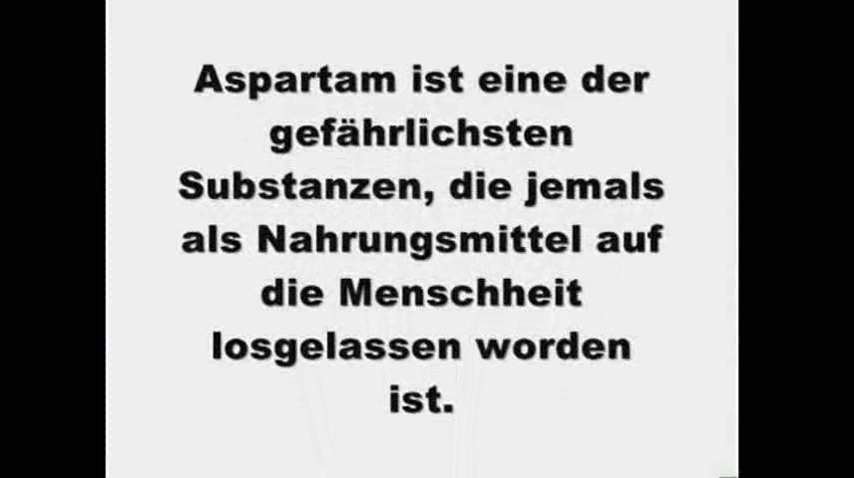 Aspartam ist eine der
gefährlichsten
Substanzen, die jemals
als Nahrungsmittel auf
die Menschheit
losgelassen worden
ist.